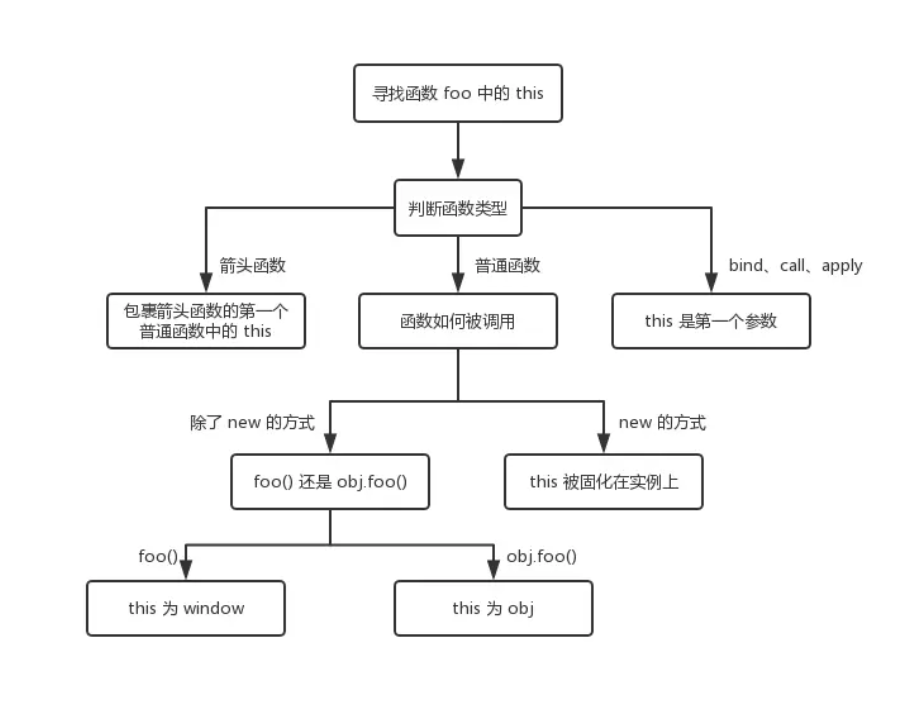 寻找函数 foo 中的 this
判断函数类型
箭头函数
普通函数
bind、call、apply
包裹箭头函数的第一个
普通函数中的 this
函数如何被调用
this 是第一个参数
除了 new 的方式
new 的方式
foo() 还是 obj.foo()
this 被固化在实例上
foo()
obj.foo()
this 为 window
this 为 obj